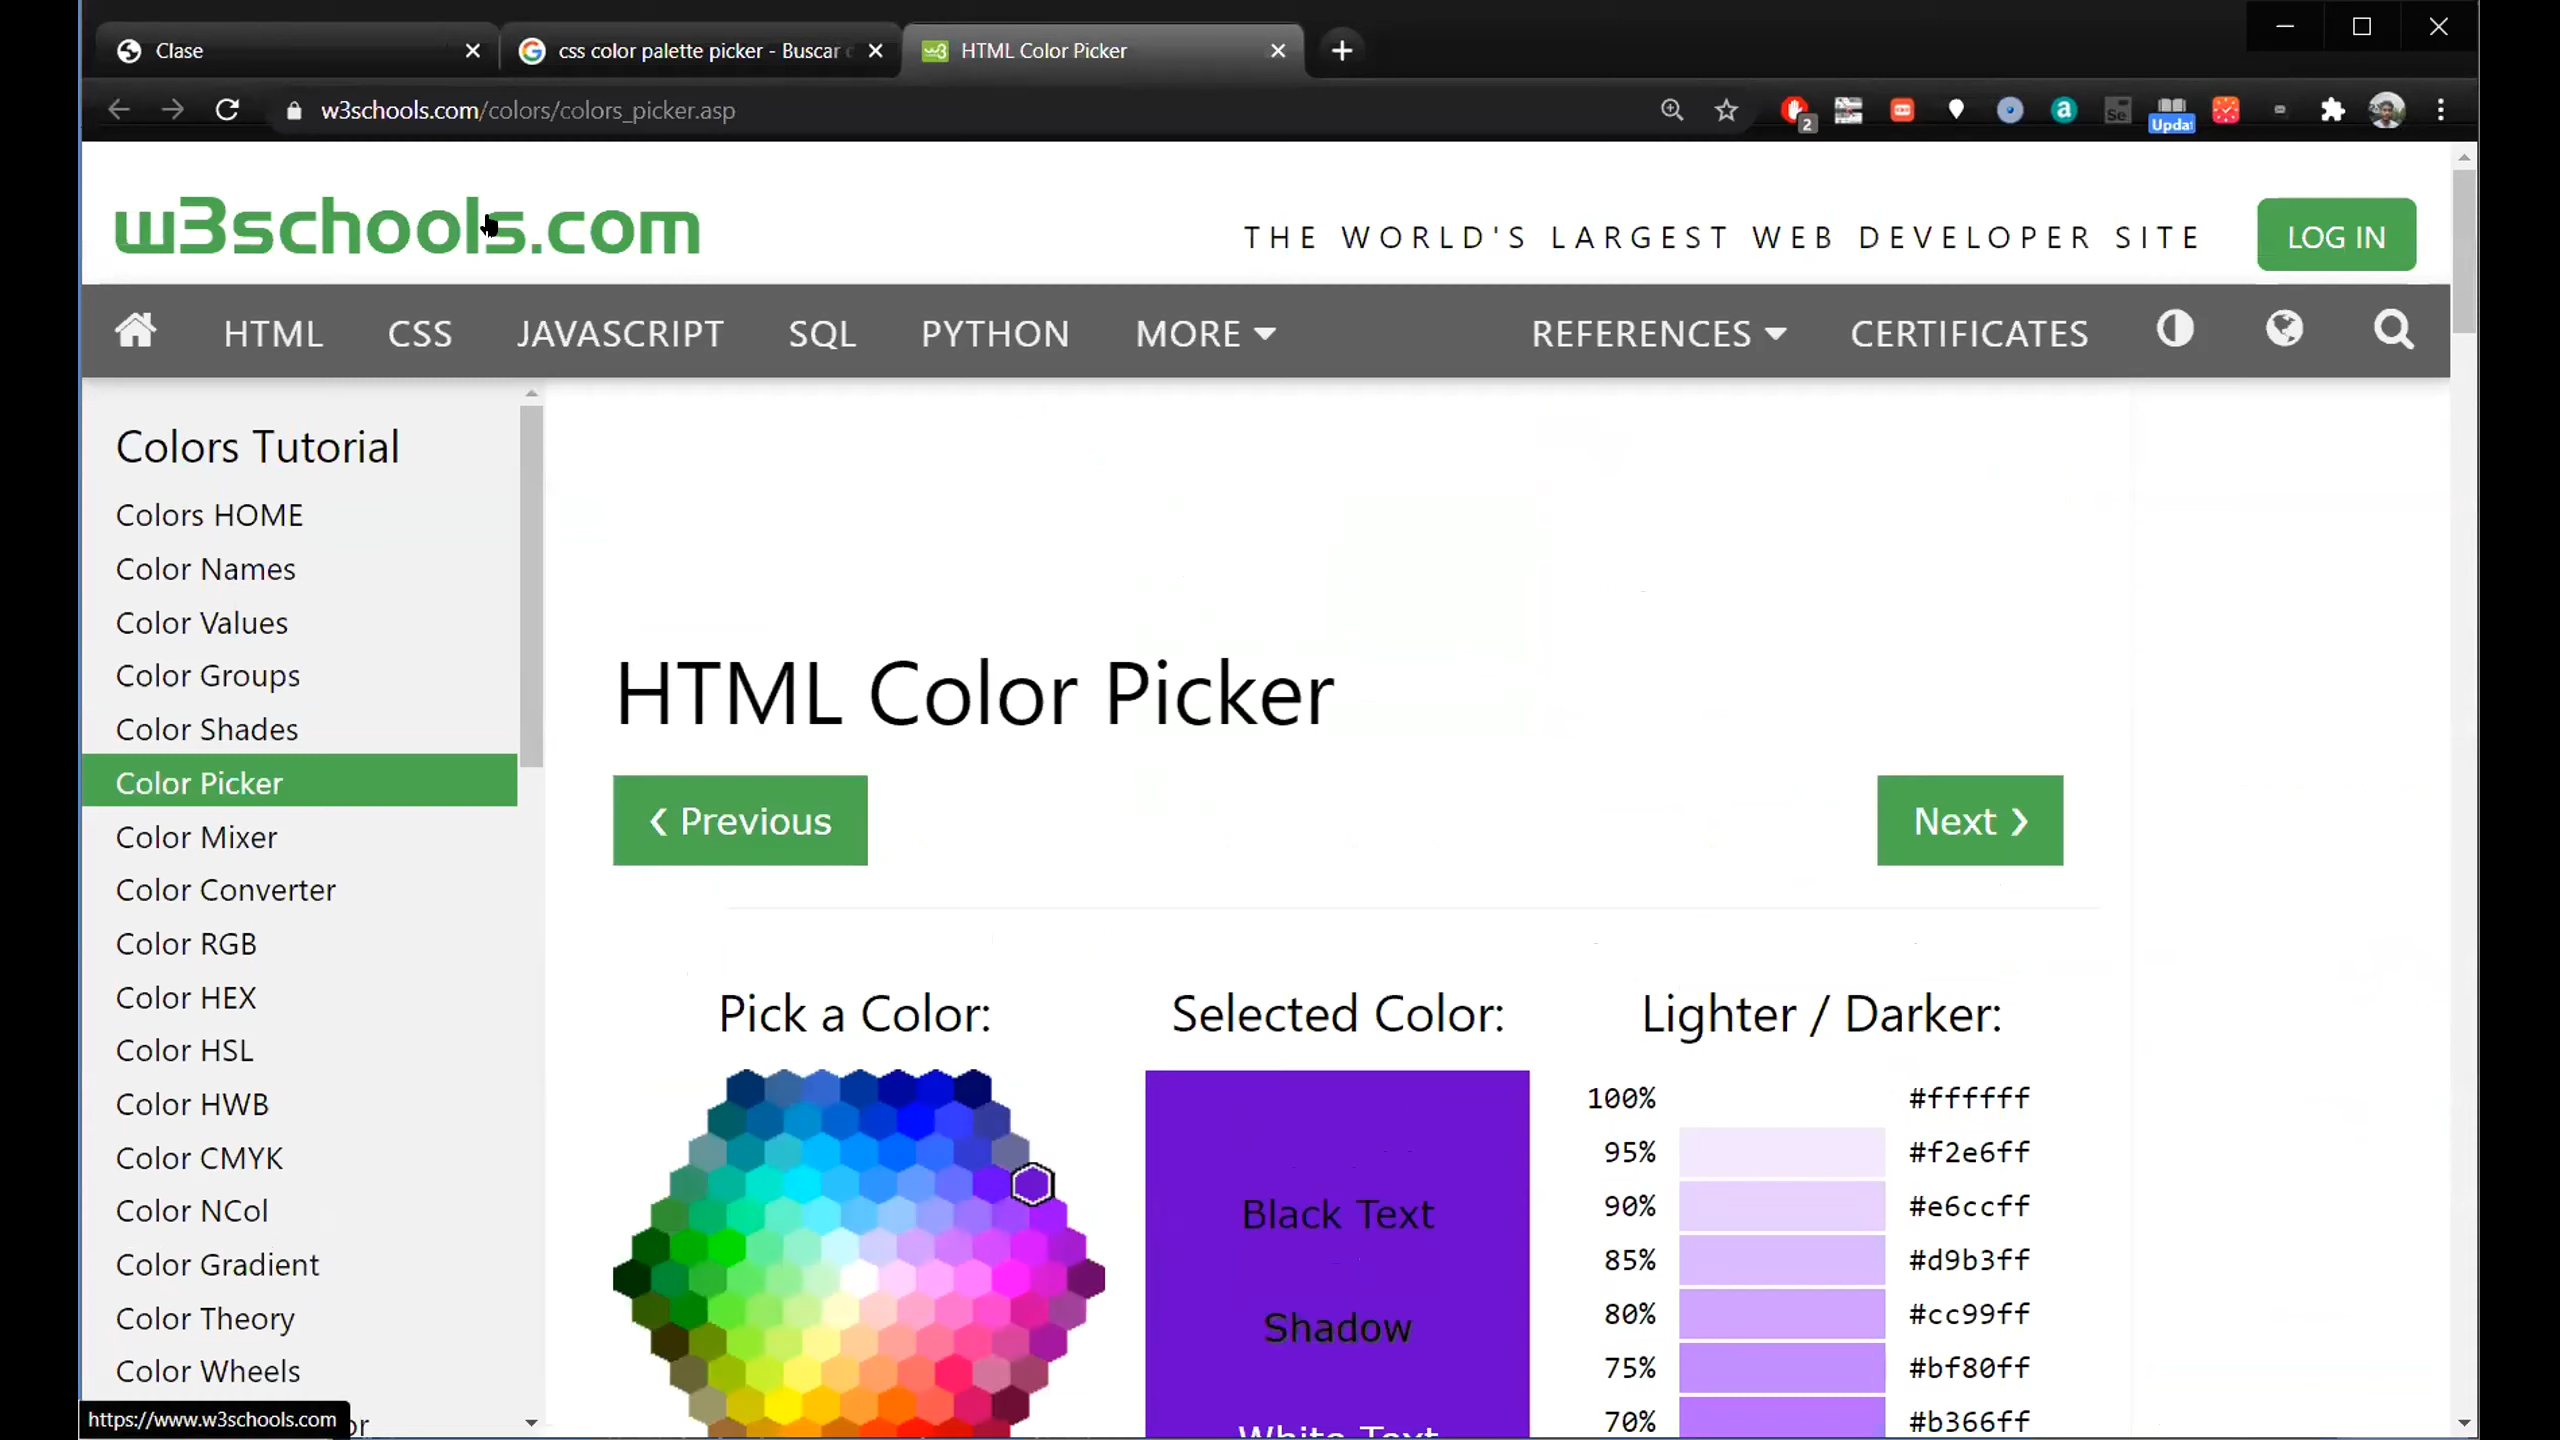 Clase
css color palette picker - Buscar
HTML Color Picker
w3schools.com/colors/colors_picker.asp
2
Updat
w3schools.com
THE WORLD'S LARGEST WEB DEVELOPER SITE
LOG IN
HTML CSS JAVASCRIPT SQL PYTHON MORE REFERENCES CERTIFICATES
Colors Tutorial
Colors HOME
Color Names
Color Values
Color Groups
Color Shades
Color Picker
Color Mixer
Color Converter
Color RGB
Color HEX
Color HSL
Color HWB
Color CMYK
Color NCol
Color Gradient
Color Theory
Color Wheels
https://www.w3schools.com
HTML Color Picker
❮ Previous
Next ❯
Pick a Color:
Selected Color:
Black Text
Shadow
White Text
Lighter / Darker:
100% #ffffff
95% #f2e6ff
90% #e6ccff
85% #d9b3ff
80% #cc99ff
75% #bf80ff
70% #b366ff